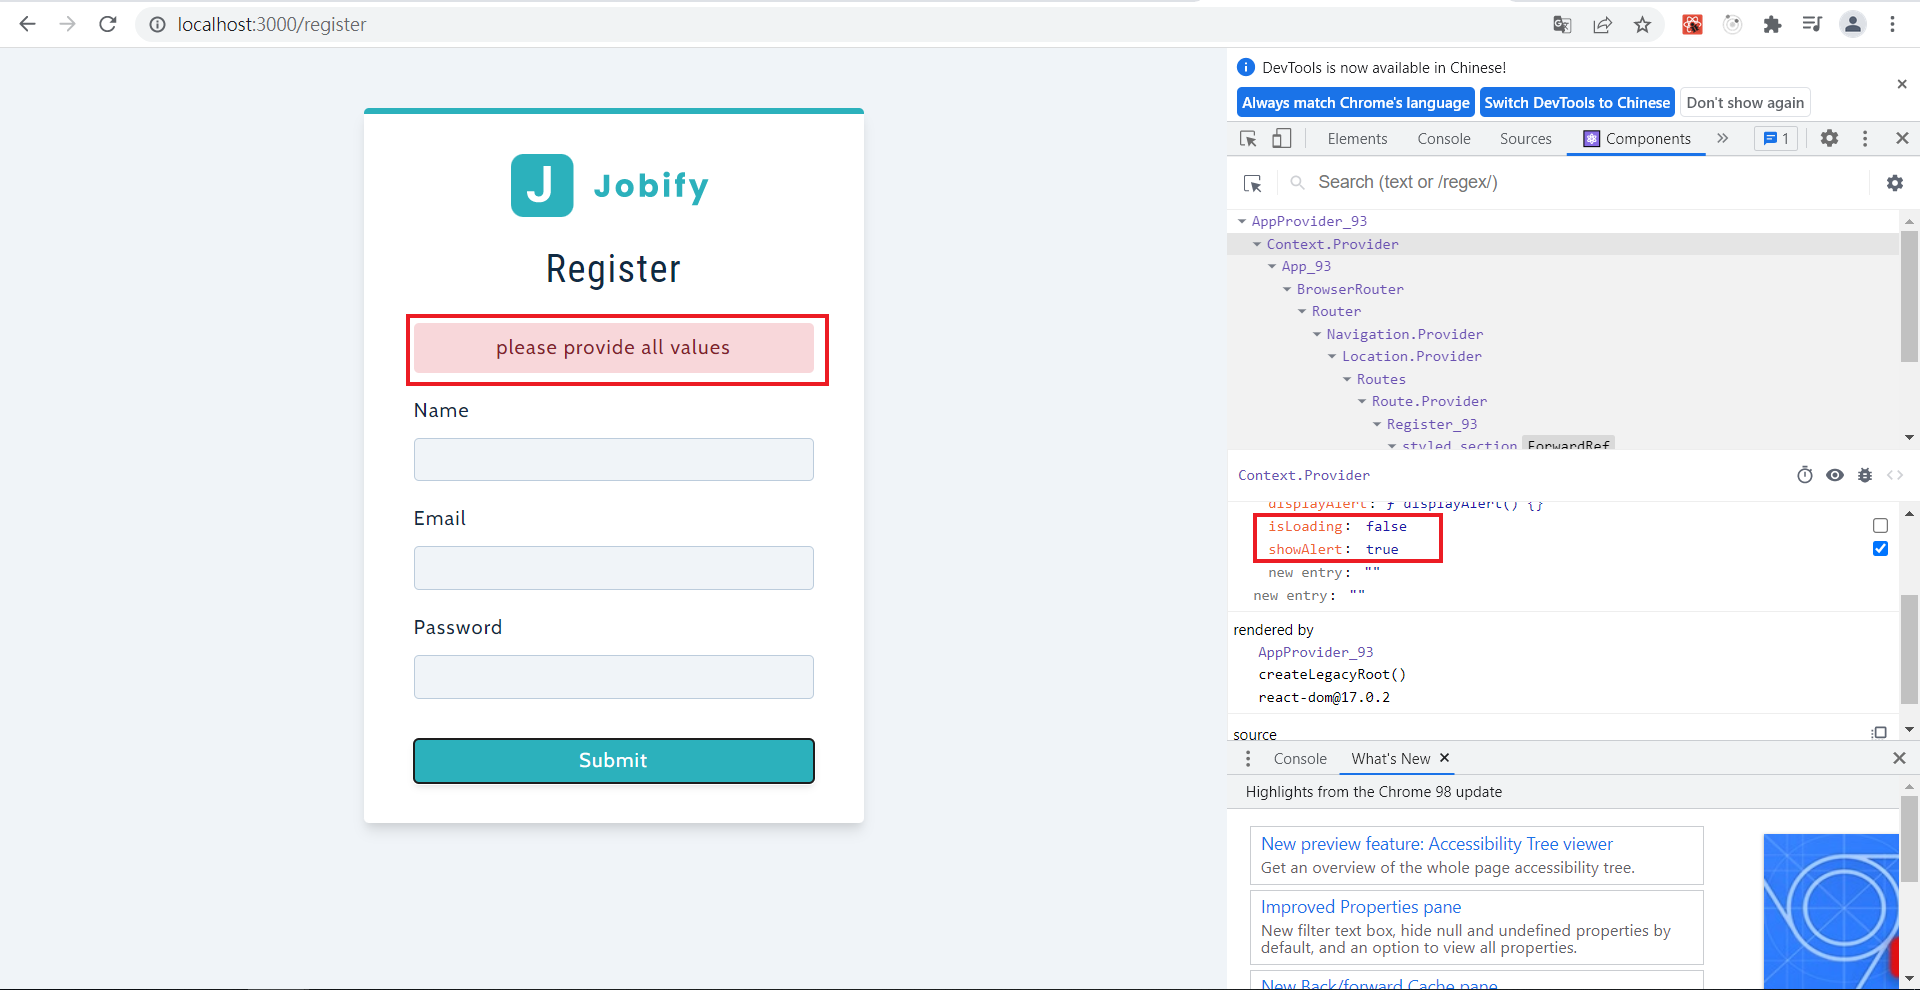 localhost:3000/register
J Jobify
Register
please provide all values
Name
Email
Password
Submit
DevTools is now available in Chinese!
Always match Chrome's language
Switch DevTools to Chinese
Don't show again
Elements
Console
Sources
Components
1
Search (text or /regex/)
AppProvider_93
Context.Provider
App_93
BrowserRouter
Router
Navigation.Provider
Location.Provider
Routes
Route.Provider
Register_93
styled.section ForwardRef
Context.Provider
displayAlert: ƒ displayAlert() {}
isLoading: false
showAlert: true
new entry: ""
new entry: ""
rendered by
AppProvider_93
createLegacyRoot()
react-dom@17.0.2
source
Console
What's New
Highlights from the Chrome 98 update
New preview feature: Accessibility Tree viewer
Get an overview of the whole page accessibility tree.
Improved Properties pane
New filter text box, hide null and undefined properties by
default, and an option to view all properties.
New Back/forward Cache pane